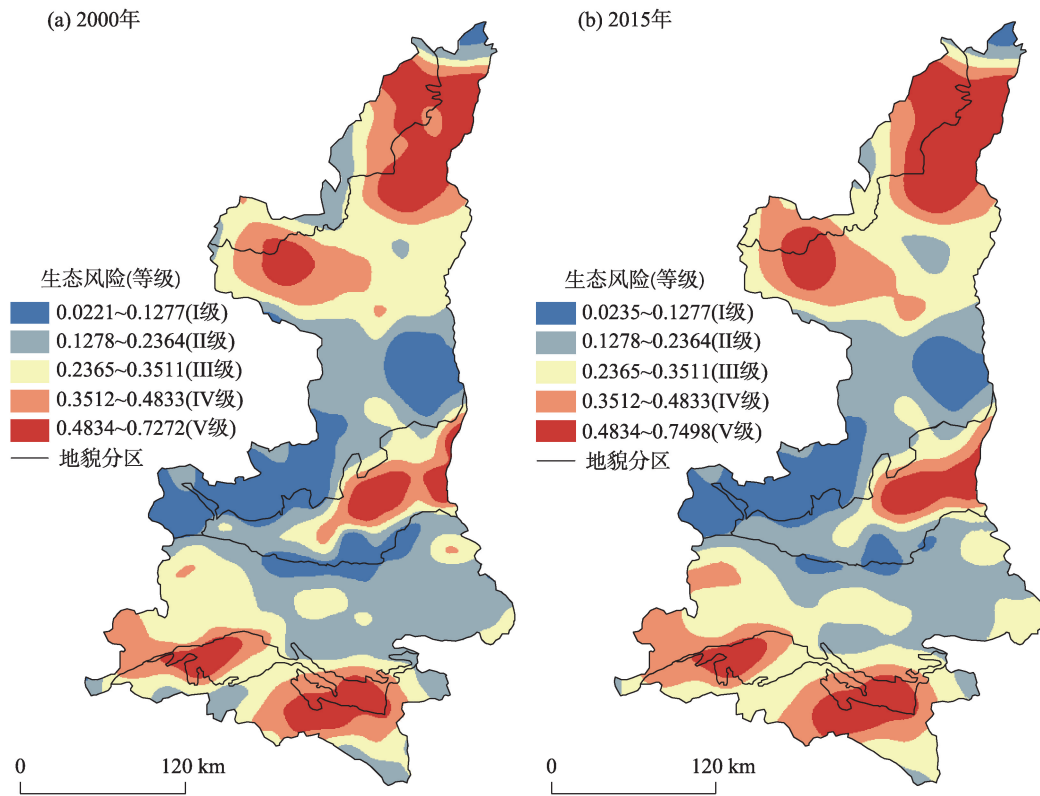 (a) 2000年
生态风险(等级)
0.0221~0.1277(I级)
0.1278~0.2364(II级)
0.2365~0.3511(III级)
0.3512~0.4833(IV级)
0.4834~0.7272(V级)
地貌分区
0 120 km
(b) 2015年
生态风险(等级)
0.0235~0.1277(I级)
0.1278~0.2364(II级)
0.2365~0.3511(III级)
0.3512~0.4833(IV级)
0.4834~0.7498(V级)
地貌分区
0 120 km